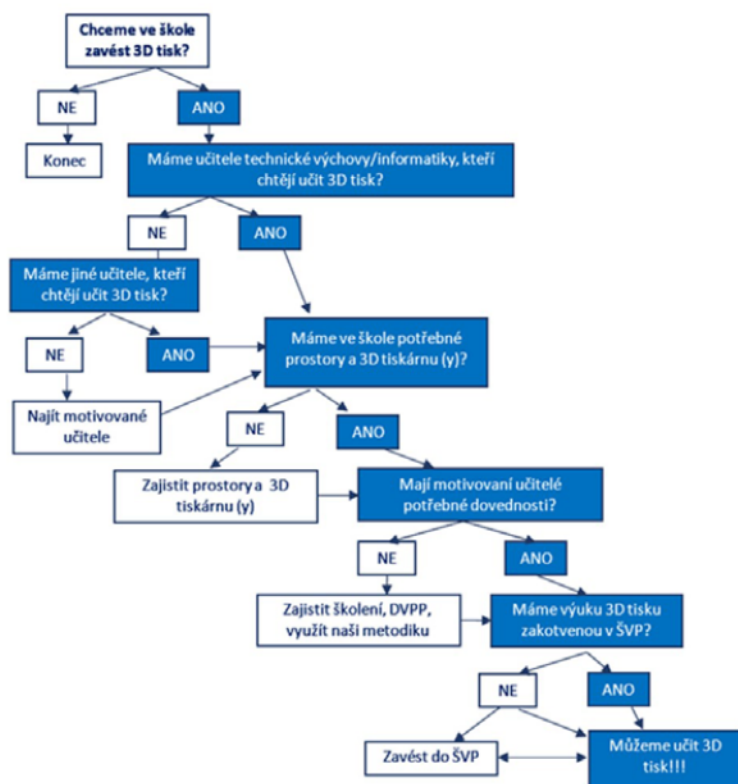 Chceme ve škole
zavést 3D tisk?
NE
ANO
Konec
Máme učitele technické výchovy/informatiky, kteří
chtějí učit 3D tisk?
NE
ANO
Máme jiné učitele, kteří
chtějí učit 3D tisk?
NE
ANO
Máme ve škole potřebné
prostory a 3D tiskárnu (y)?
Najít motivované
učitele
NE
ANO
Zajistit prostory a 3D
tiskárnu (y)
Mají motivovaní učitelé
potřebné dovednosti?
NE
ANO
Zajistit školení, DVPP,
využít naši metodiku
Máme výuku 3D tisku
zakotvenou v ŠVP?
NE
ANO
Zavést do ŠVP
Můžeme učit 3D
tisk!!!